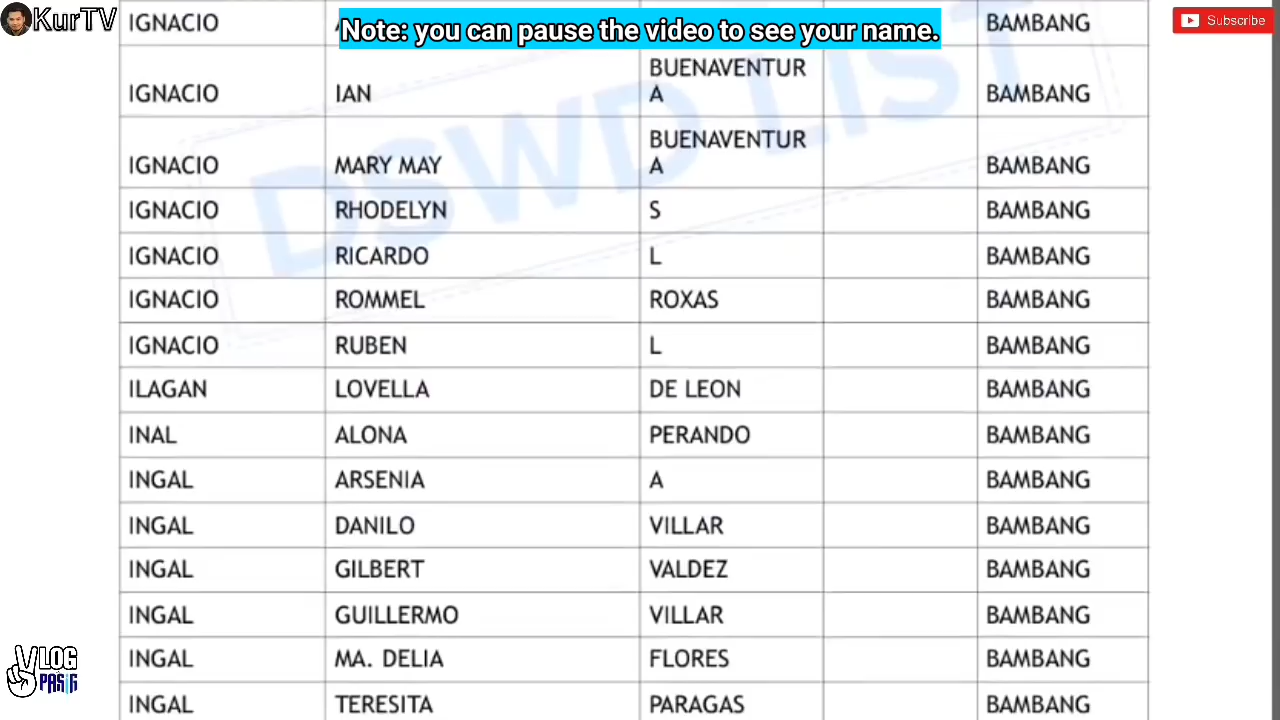 KurTV
Note: you can pause the video to see your name.
Subscribe
IGNACIO BAMBANG
IGNACIO IAN BUENAVENTUR
A BAMBANG
IGNACIO MARY MAY BUENAVENTUR
A BAMBANG
IGNACIO RHODELYN S BAMBANG
IGNACIO RICARDO L BAMBANG
IGNACIO ROMMEL ROXAS BAMBANG
IGNACIO RUBEN L BAMBANG
ILAGAN LOVELLA DE LEON BAMBANG
INAL ALONA PERANDO BAMBANG
INGAL ARSENIA A BAMBANG
INGAL DANILO VILLAR BAMBANG
INGAL GILBERT VALDEZ BAMBANG
INGAL GUILLERMO VILLAR BAMBANG
INGAL MA. DELIA FLORES BAMBANG
INGAL TERESITA PARAGAS BAMBANG
DSWD LIST
VLOG
PASIG